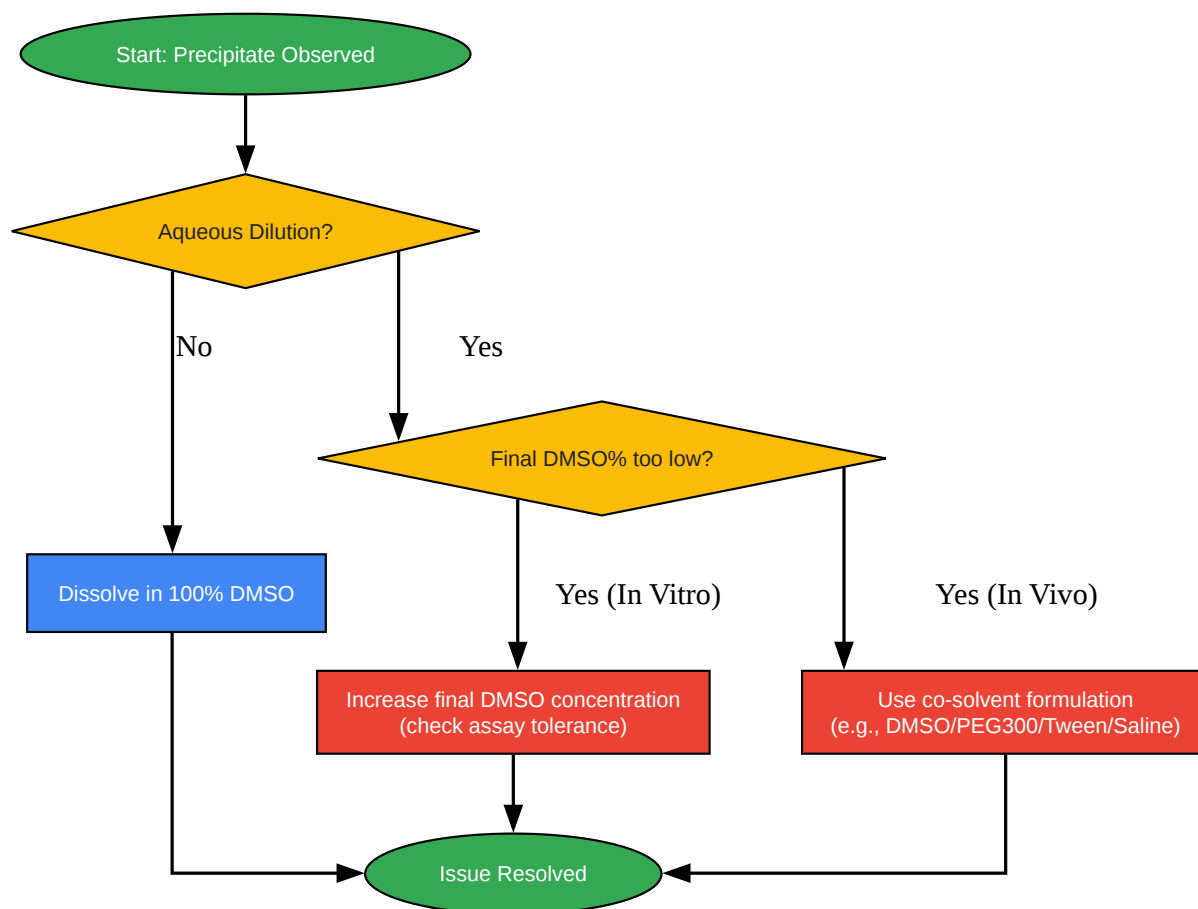 Start: Precipitate Observed
Aqueous Dilution?
No
Yes
Final DMSO% too low?
Dissolve in 100% DMSO
Yes (In Vitro)
Yes (In Vivo)
Increase final DMSO concentration
(check assay tolerance)
Use co-solvent formulation
(e.g., DMSO/PEG300/Tween/Saline)
Issue Resolved